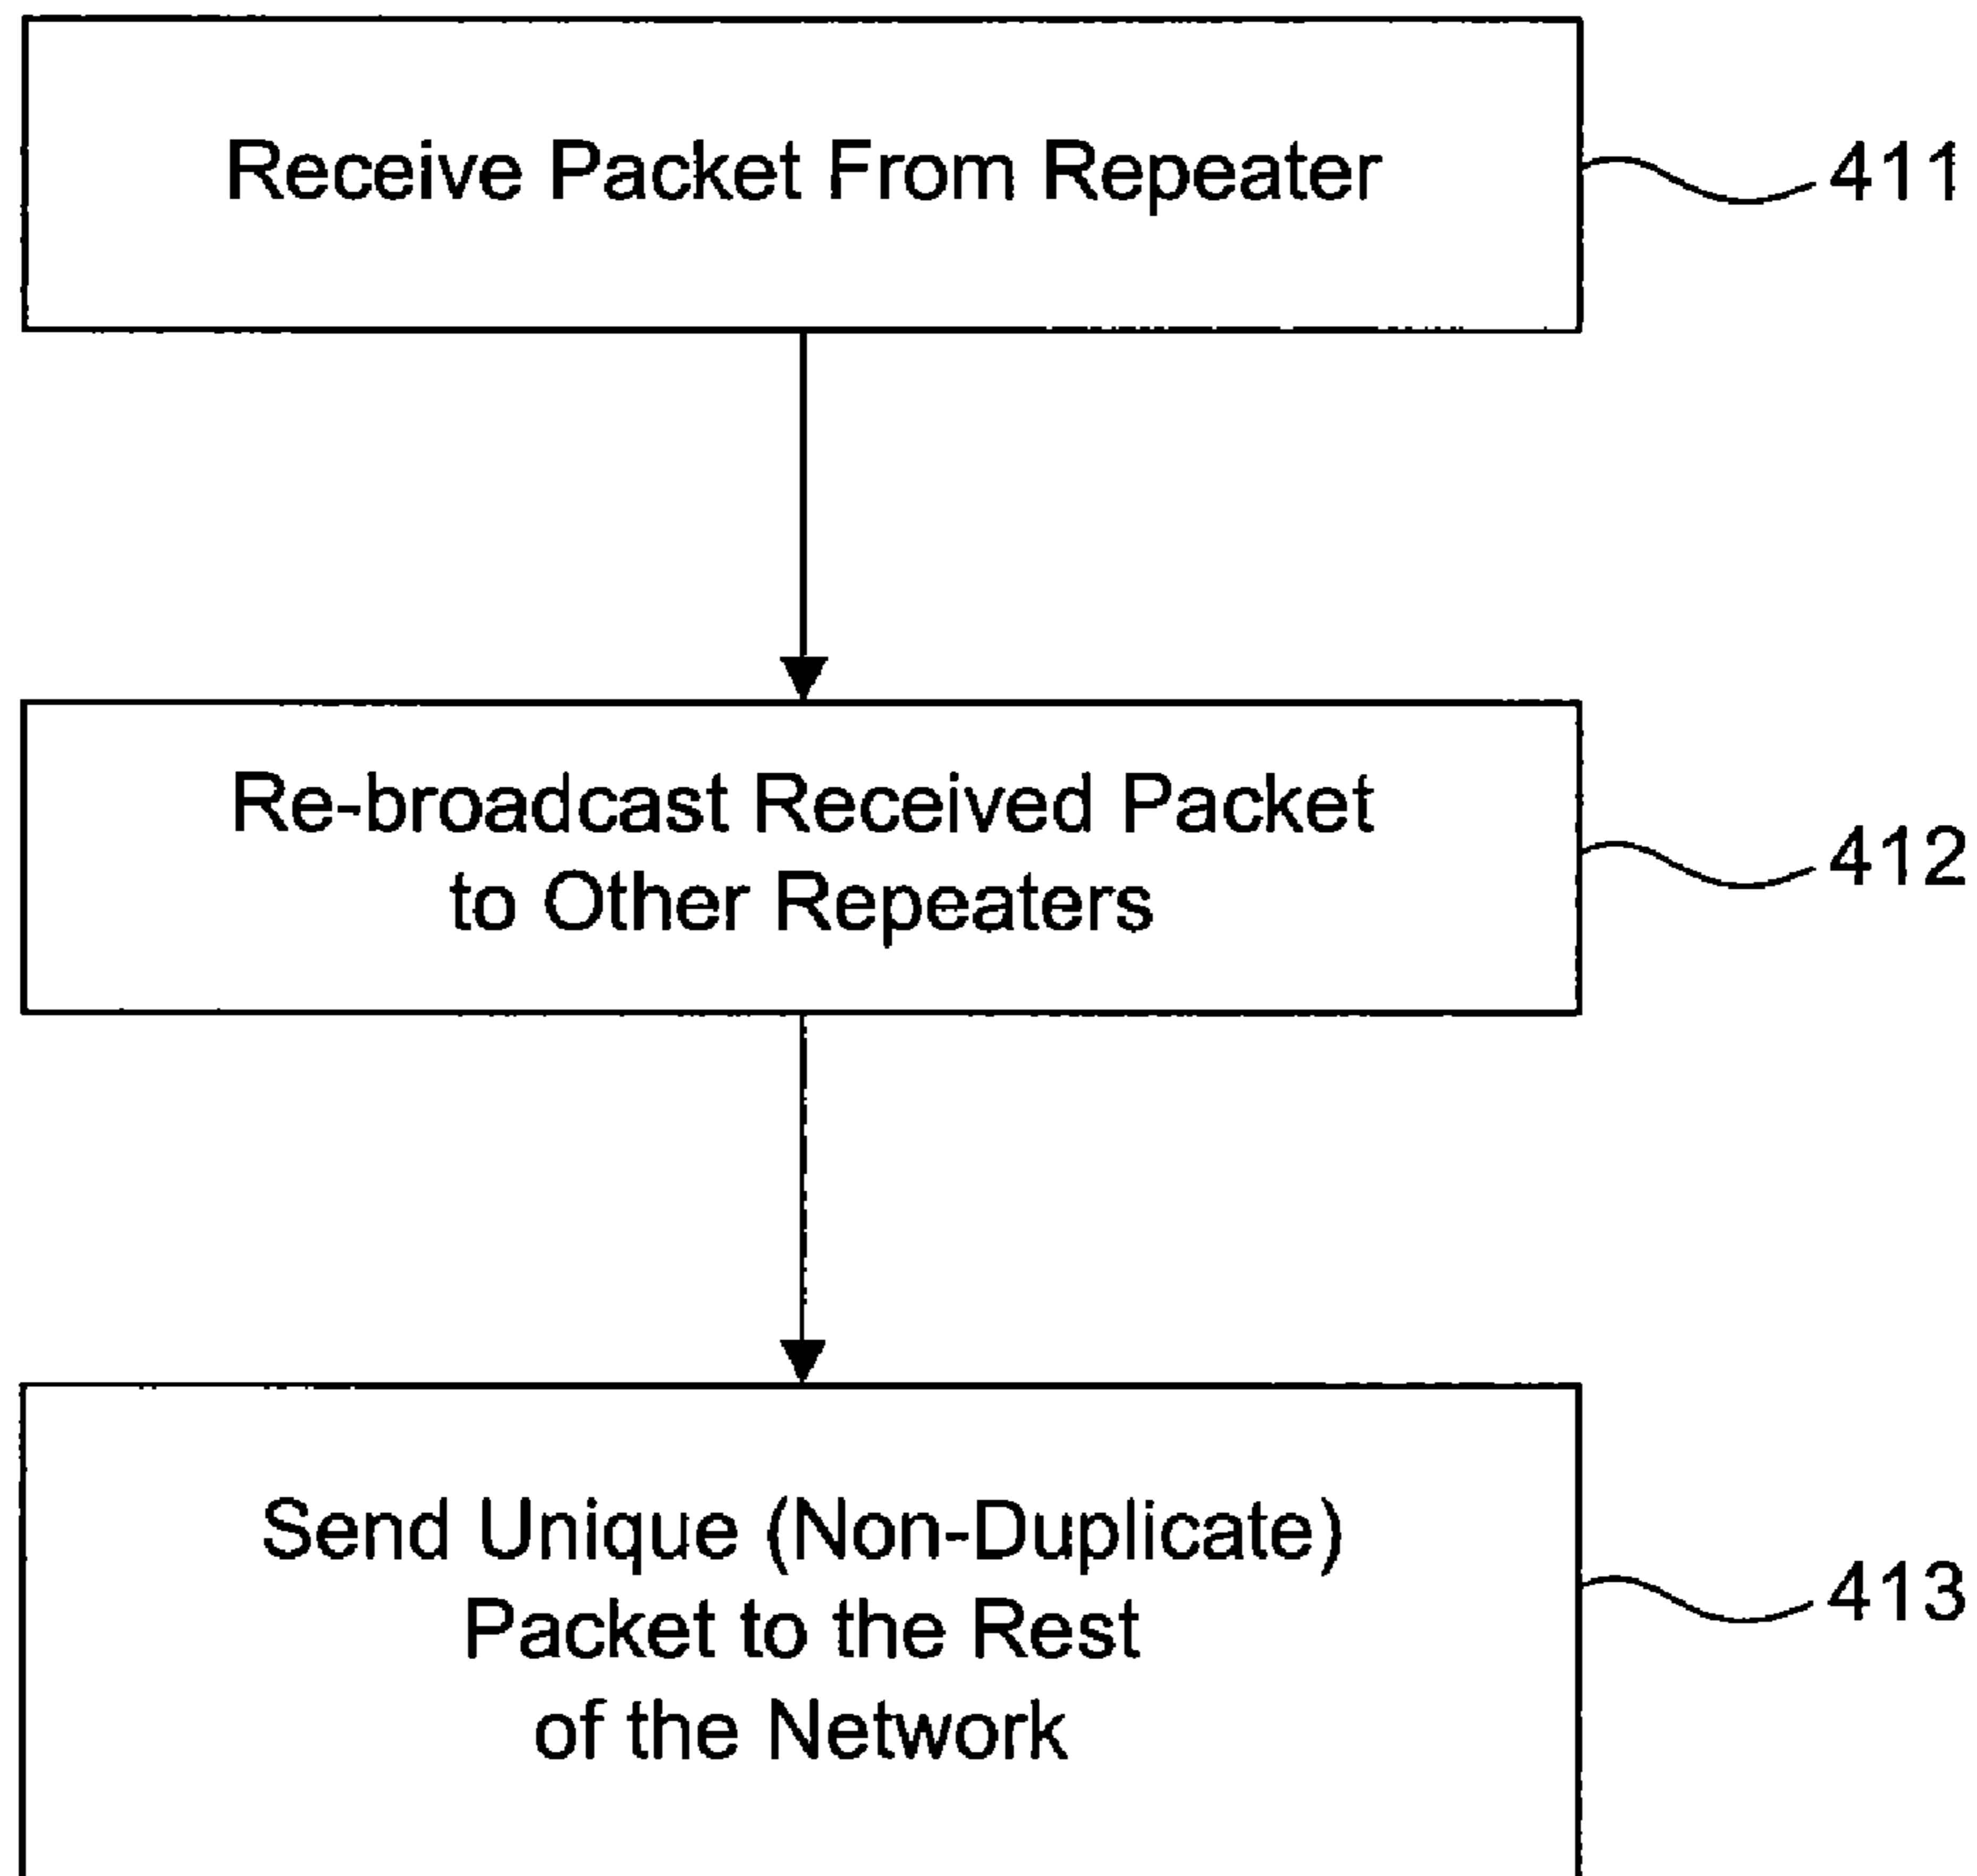 Receive Packet From Repeater
411
Re-broadcast Received Packet
to Other Repeaters
412
Send Unique (Non-Duplicate)
Packet to the Rest
of the Network
413